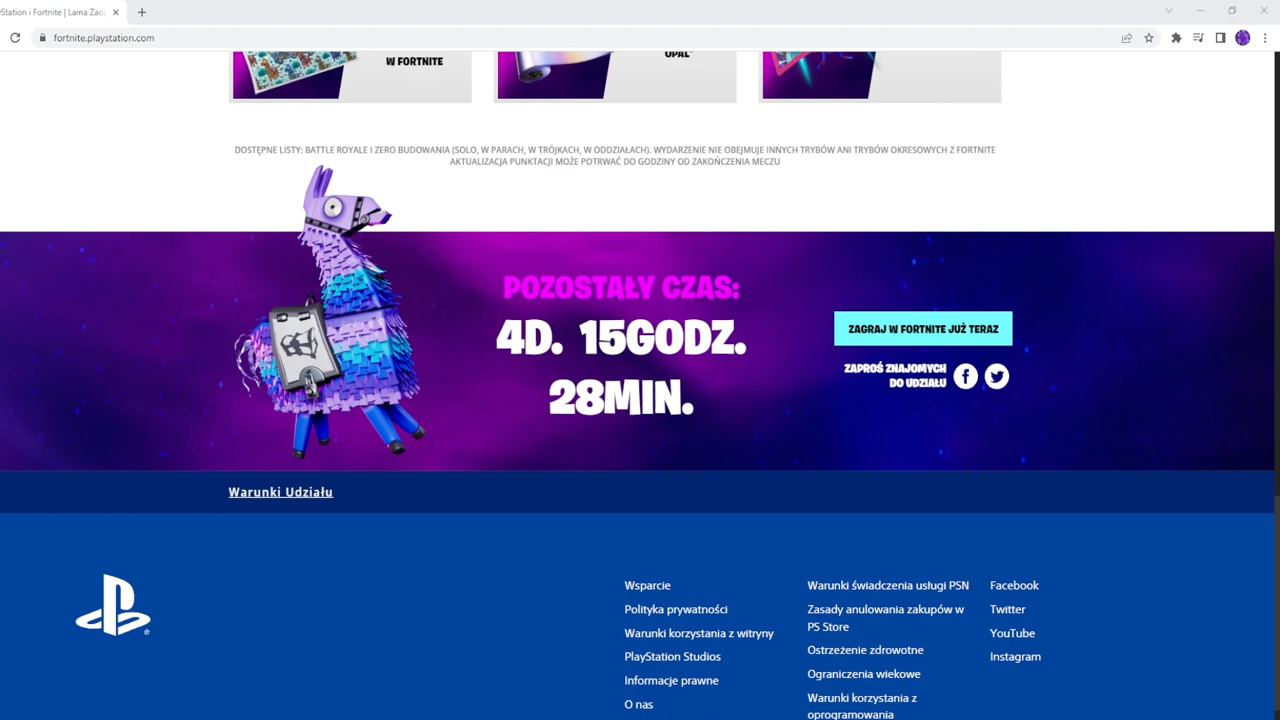 Station i Fortnite | Lama Zao
fortnite.playstation.com
W FORTNITE
OPAL"
DOSTĘPNE LISTY: BATTLE ROYALE I ZERO BUDOWANIA (SOLO, W PARACH, W TRÓJKACH, W ODDZIAŁACH). WYDARZENIE NIE OBEJMUJE INNYCH TRYBÓW ANI TRYBÓW OKRESOWYCH Z FORTNITE
AKTUALIZACJA PUNKTACJI MOŻE POTRWAĆ DO GODZINY OD ZAKOŃCZENIA MECZU
POZOSTAŁY CZAS:
4D. 15GODZ.
28MIN.
ZAGRAJ W FORTNITE JUŻ TERAZ
ZAPROŚ ZNAJOMYCH
DO UDZIAŁU
Warunki Udziału
Wsparcie
Polityka prywatności
Warunki korzystania z witryny
PlayStation Studios
Informacje prawne
O nas
Warunki świadczenia usługi PSN
Zasady anulowania zakupów w
PS Store
Ostrzeżenie zdrowotne
Ograniczenia wiekowe
Warunki korzystania z
oprogramowania
Facebook
Twitter
YouTube
Instagram